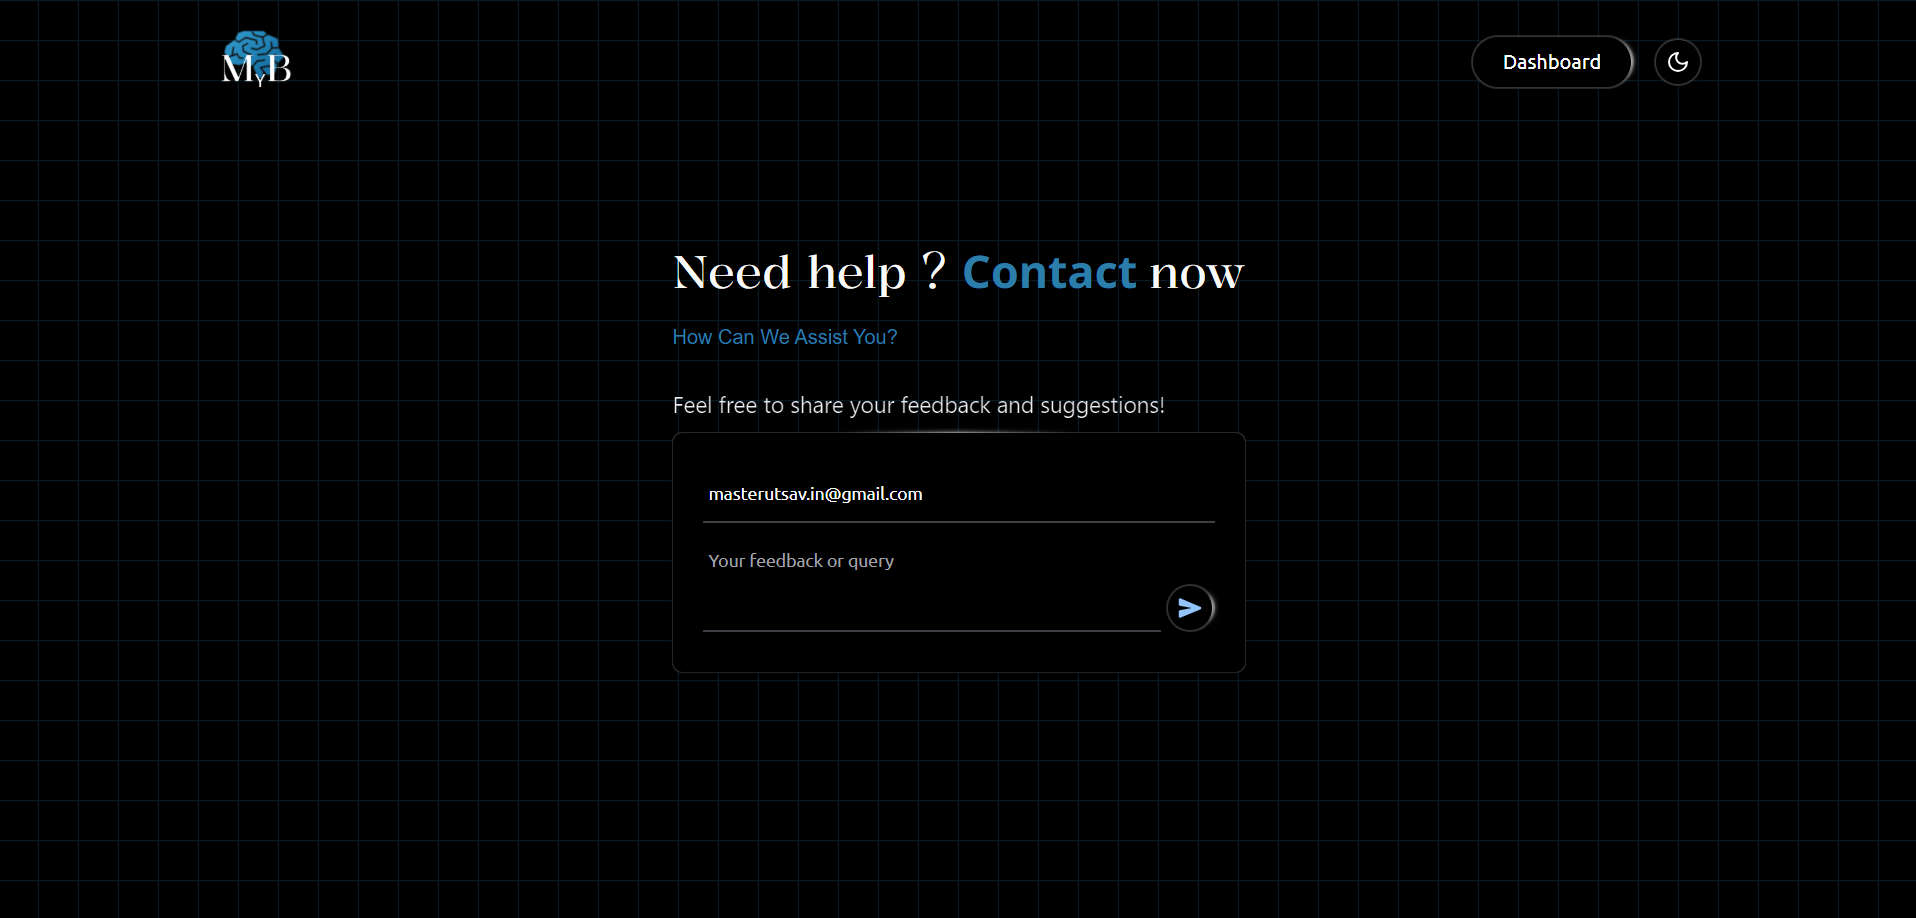 MyB
Dashboard
Need help ? Contact now
How Can We Assist You?
Feel free to share your feedback and suggestions!
masterutsav.in@gmail.com
Your feedback or query